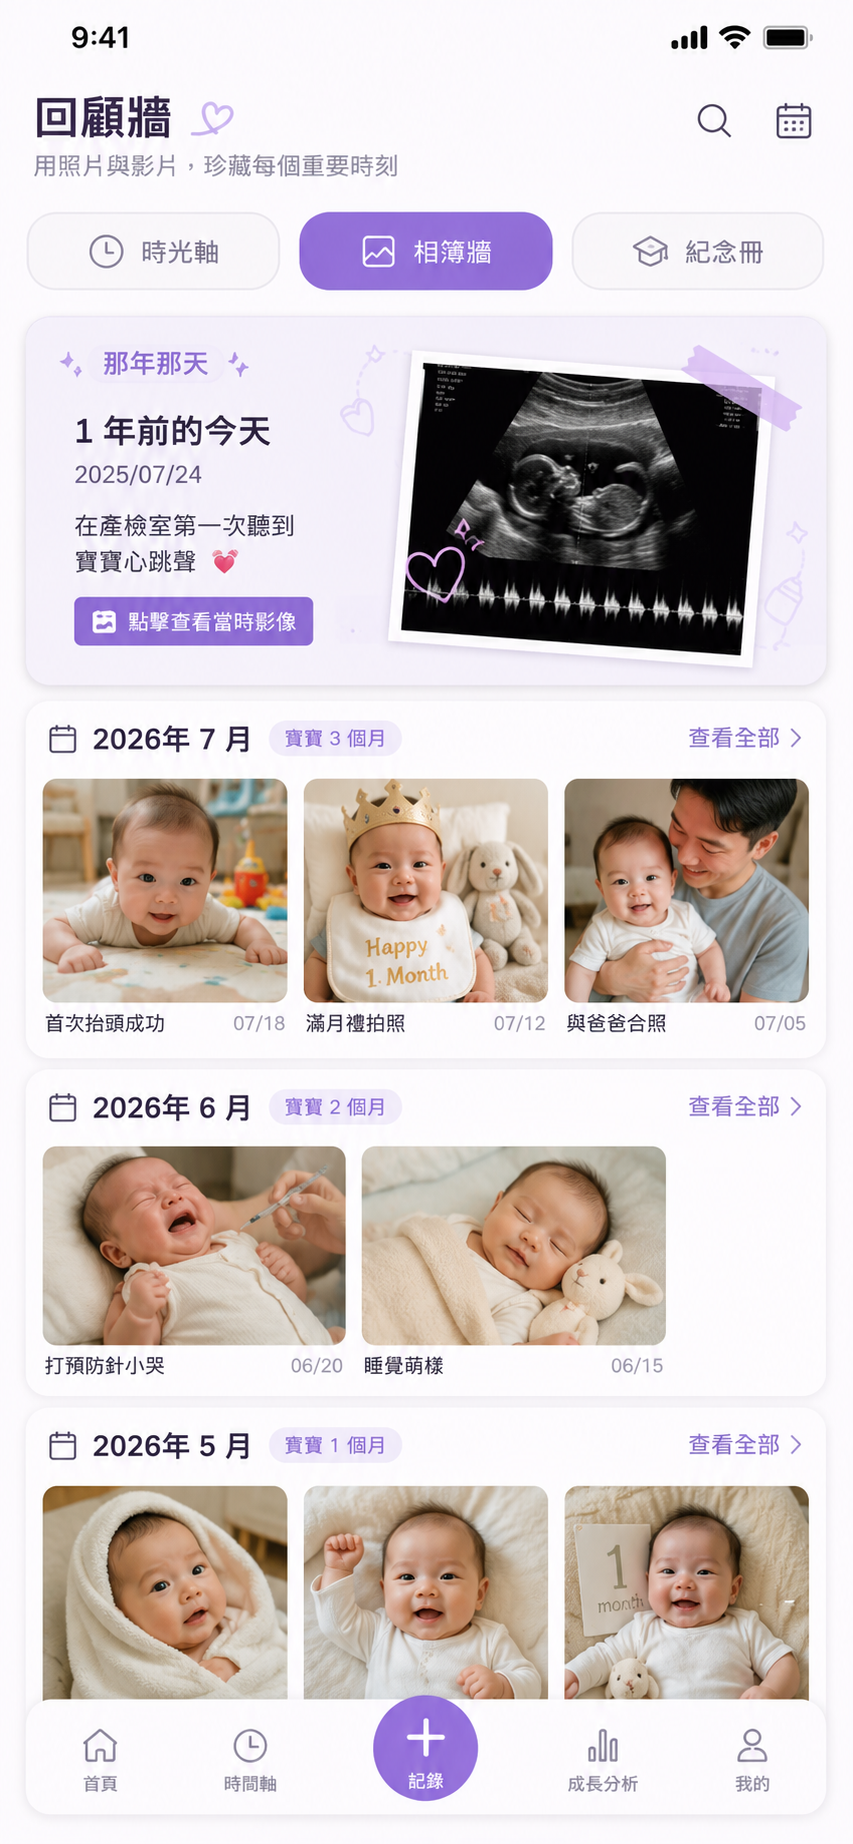 9:41
回顧牆
用照片與影片，珍藏每個重要時刻
時光軸
相簿牆
紀念冊
那年那天
1 年前的今天
2025/07/24
在產檢室第一次聽到
寶寶心跳聲 💓
點擊查看當時影像
2026年 7 月
寶寶 3 個月
查看全部
Happy
1 Month
首次抬頭成功 07/18
滿月禮拍照 07/12
與爸爸合照 07/05
2026年 6 月
寶寶 2 個月
查看全部
打預防針小哭 06/20
睡覺萌樣 06/15
2026年 5 月
寶寶 1 個月
查看全部
1
month
首頁
時間軸
記錄
成長分析
我的